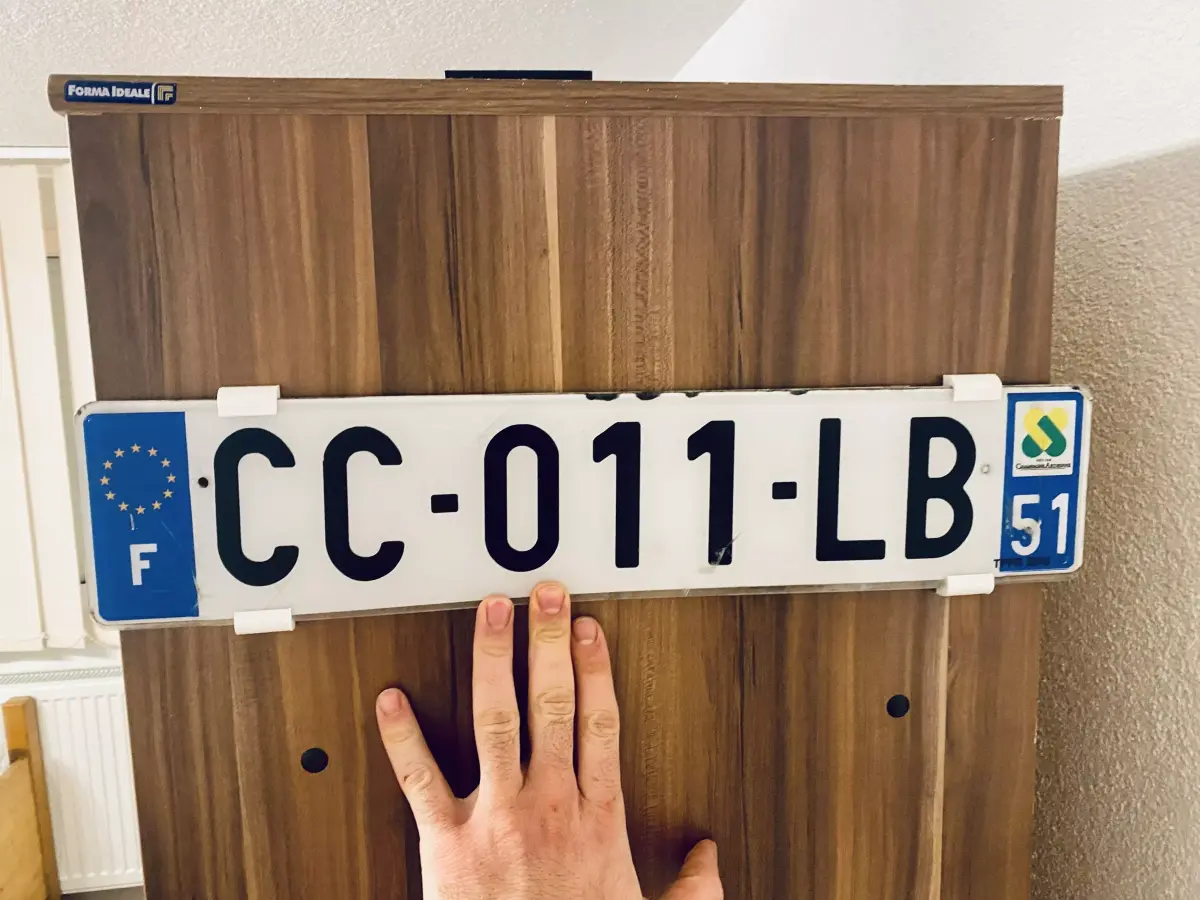 FORMA IDEALE
F
CC-011-LB
51